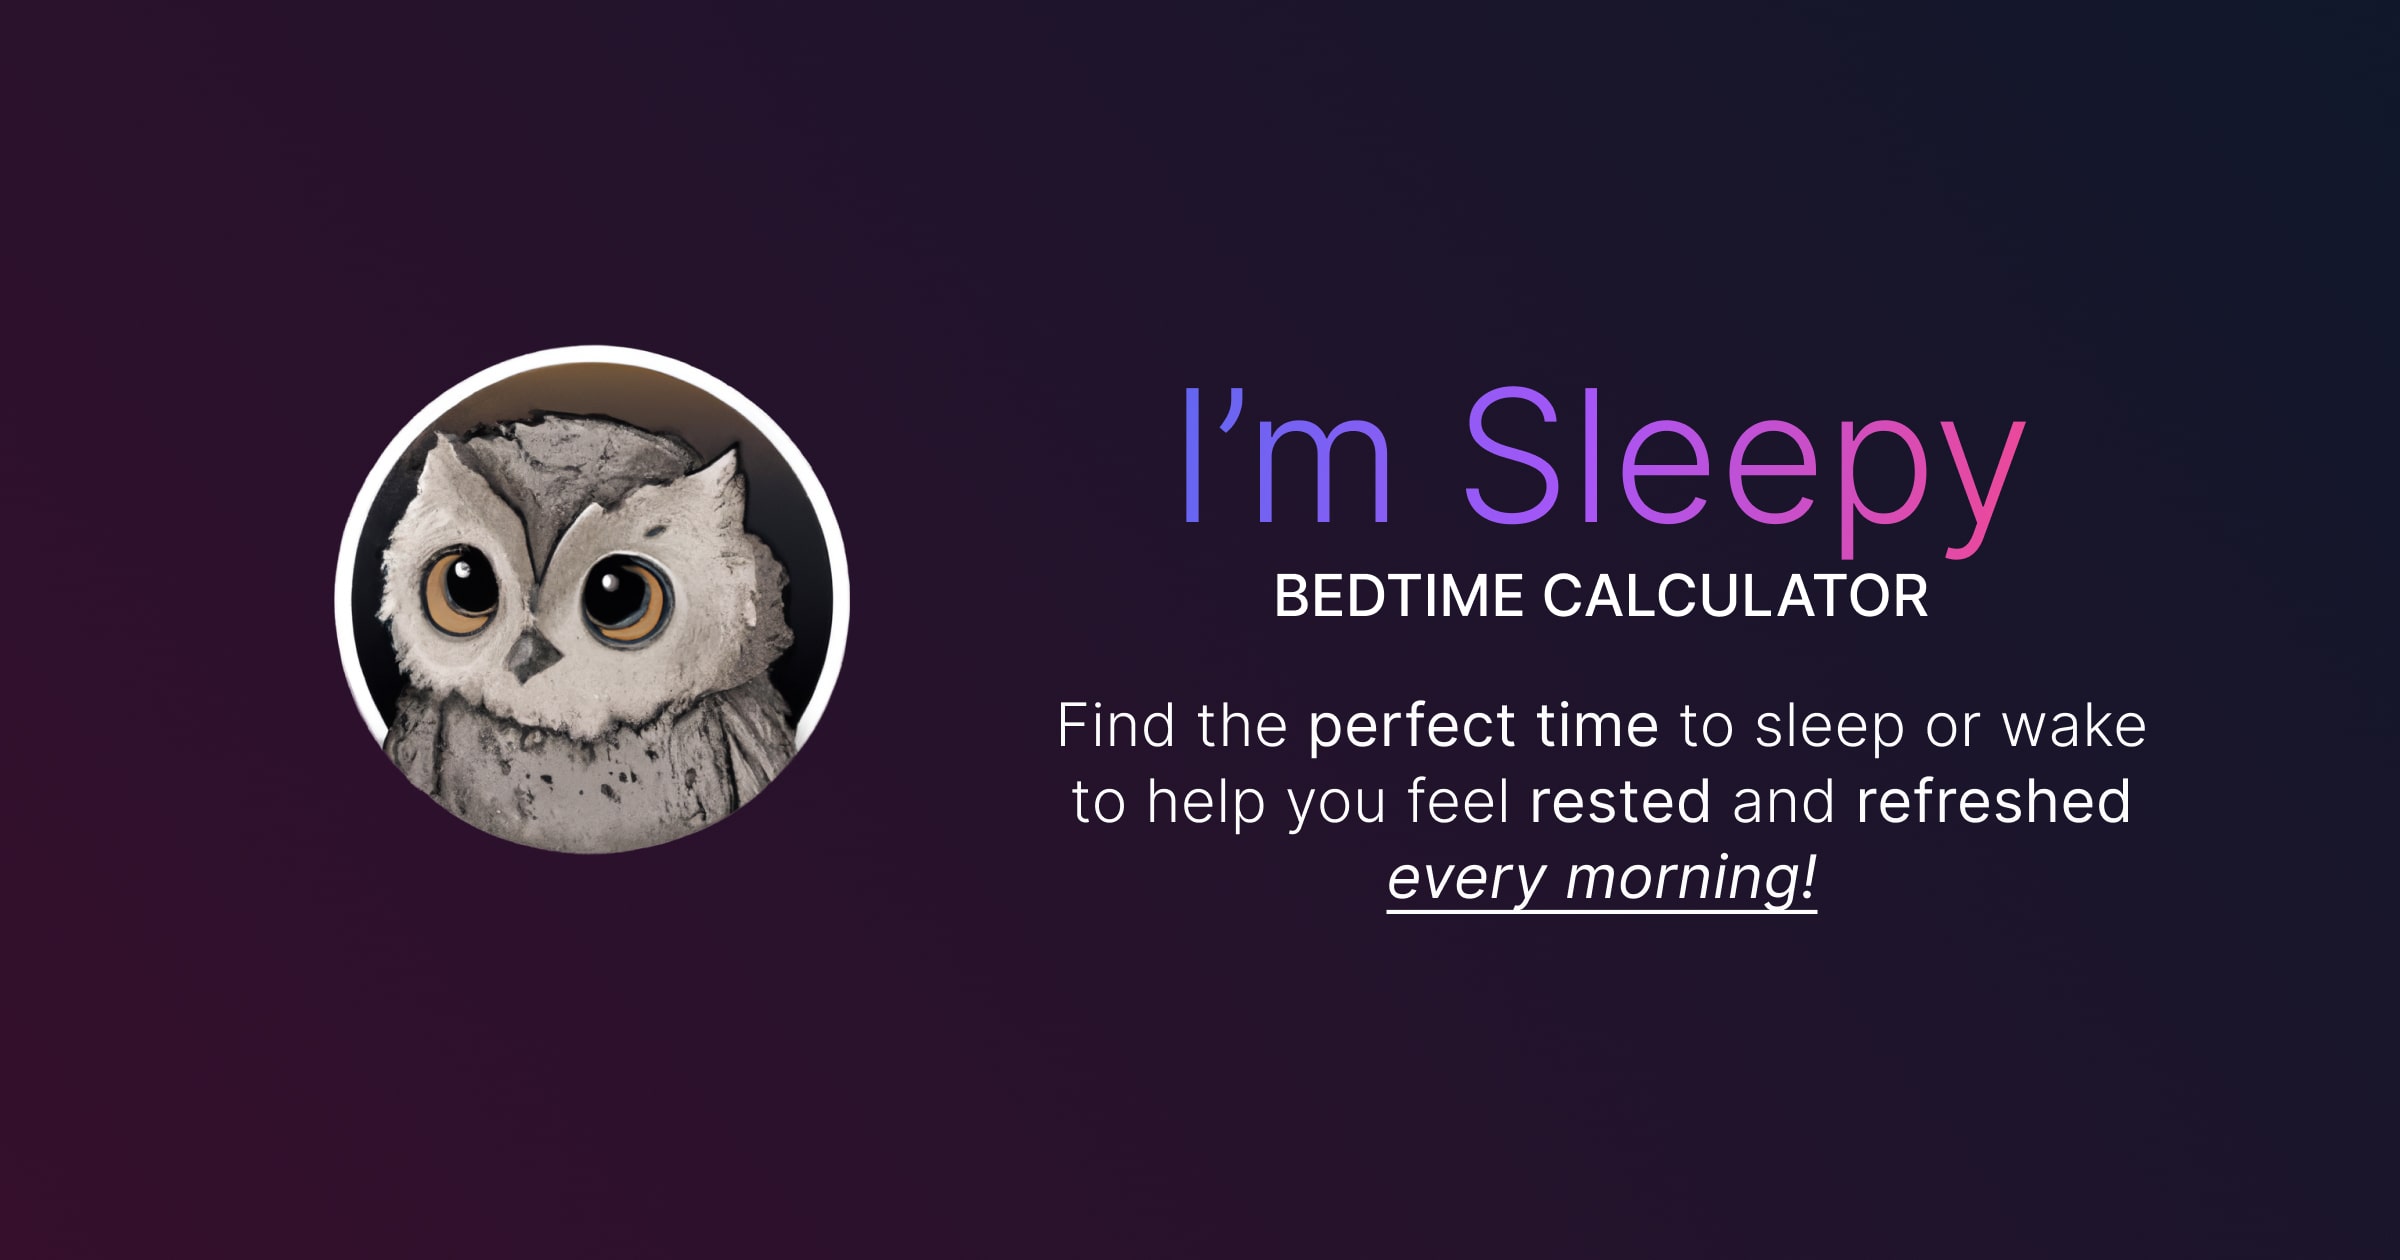 I’m Sleepy
BEDTIME CALCULATOR
Find the perfect time to sleep or wake
to help you feel rested and refreshed
every morning!